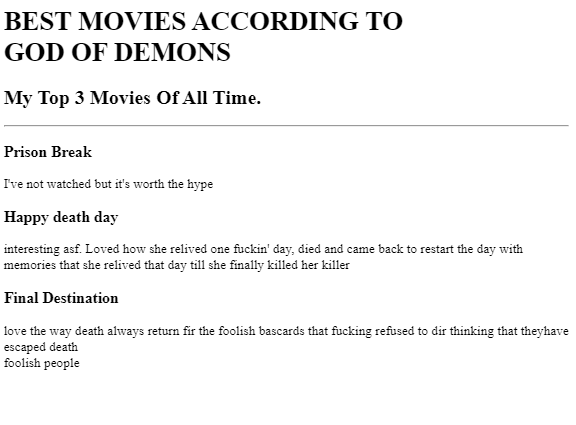 BEST MOVIES ACCORDING TO
GOD OF DEMONS
My Top 3 Movies Of All Time.
Prison Break
I've not watched but it's worth the hype
Happy death day
interesting asf. Loved how she relived one fuckin' day, died and came back to restart the day with
memories that she relived that day till she finally killed her killer
Final Destination
love the way death always return fir the foolish bascards that fucking refused to dir thinking that theyhave
escaped death
foolish people